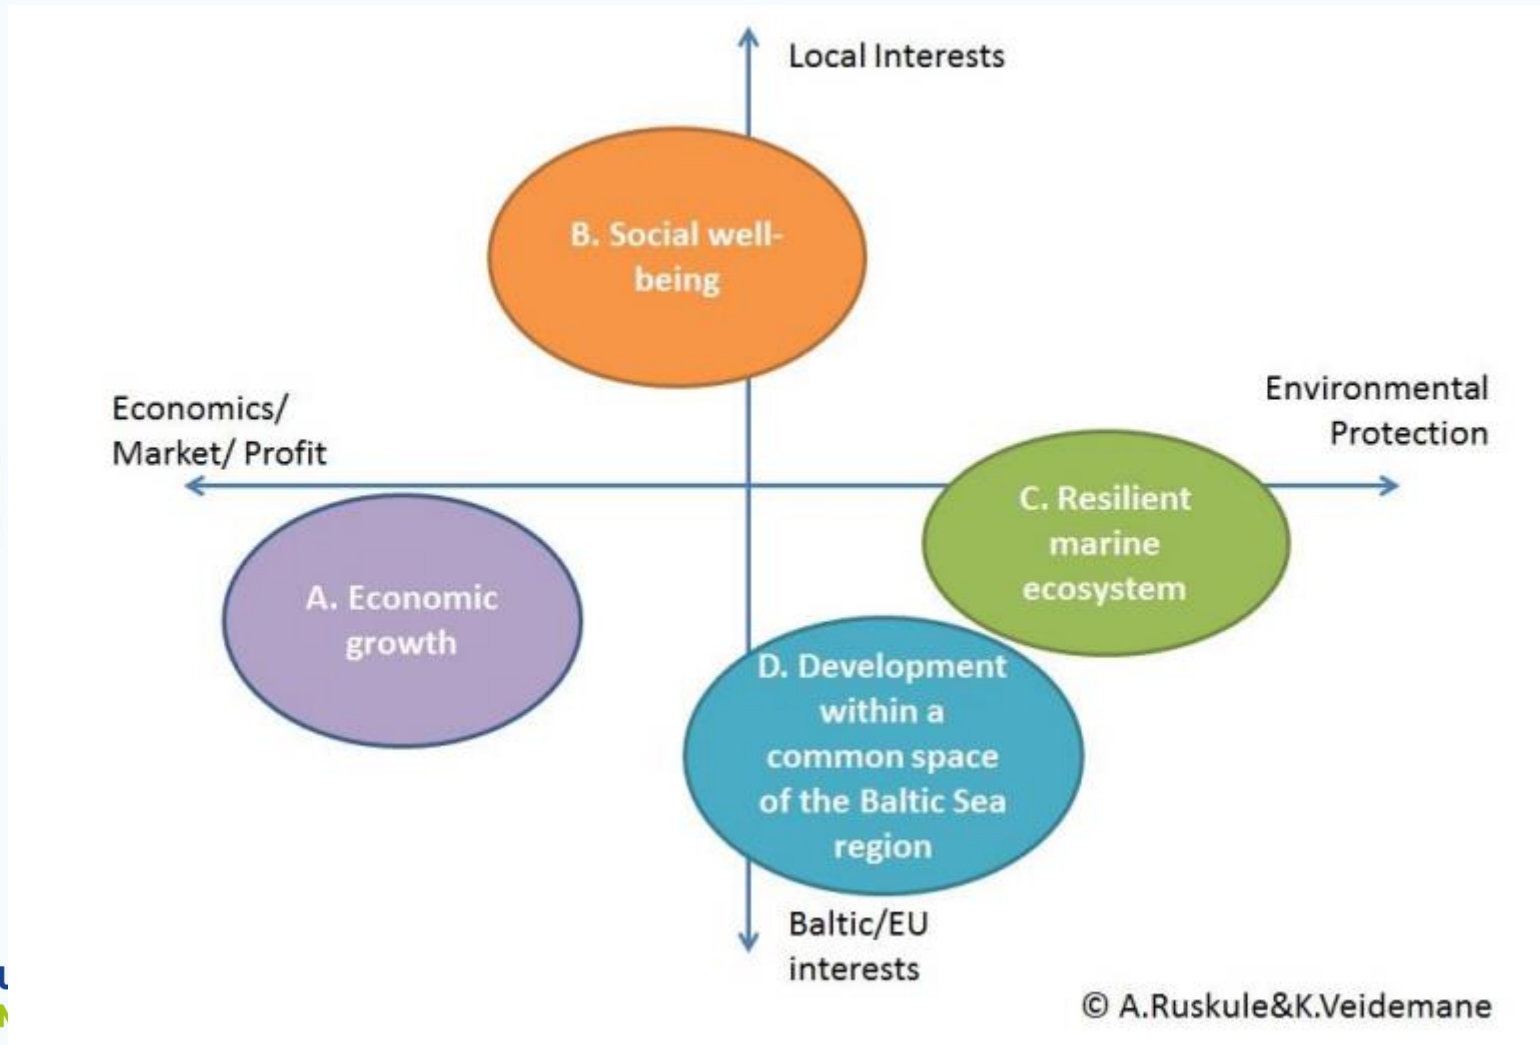 Local Interests
B. Social well-
being
Economics/
Market/ Profit
Environmental
Protection
C. Resilient
marine
ecosystem
A. Economic
growth
D. Development
within a
common space
of the Baltic Sea
region
Baltic/EU
interests
© A.Ruskule&K.Veidemane